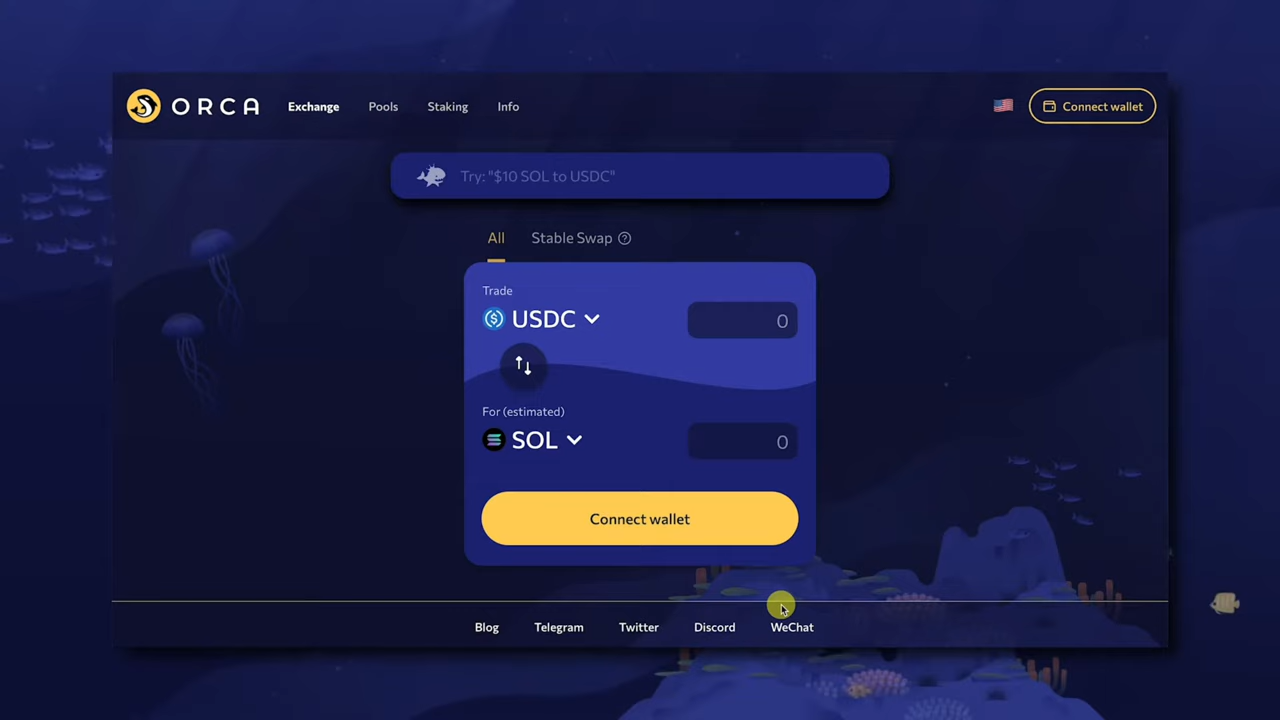 ORCA Exchange Pools Staking Info Connect wallet
Try: "$10 SOL to USDC"
All Stable Swap ?
Trade
USDC 0
For (estimated)
SOL 0
Connect wallet
Blog Telegram Twitter Discord WeChat